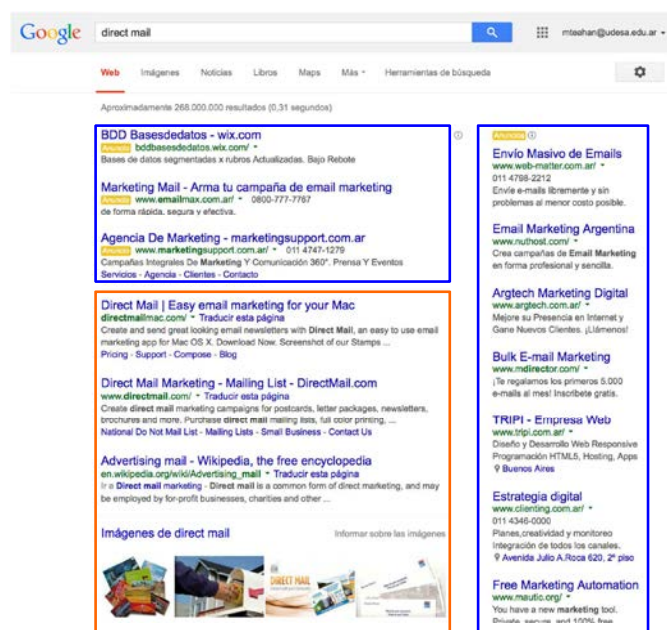 Google direct mail mteahan@udesa.edu.ar
Web Imágenes Noticias Libros Maps Más Herramientas de búsqueda
Aproximadamente 268.000.000 resultados (0,31 segundos)
BDD Basesdedatos - wix.com
Anuncio bddbasesdedatos.wix.com/
Bases de datos segmentadas x rubros Actualizadas. Bajo Rebote
Marketing Mail - Arma tu campaña de email marketing
Anuncio www.emailmax.com.ar/ 0800-777-7767
de forma rápida, segura y efectiva.
Agencia De Marketing - marketingsupport.com.ar
Anuncio www.marketingsupport.com.ar/ 011 4747-1279
Campañas Integrales De Marketing Y Comunicación 360°. Prensa Y Eventos
Servicios - Agencia - Clientes - Contacto
Direct Mail | Easy email marketing for your Mac
directmailmac.com/ Traducir esta página
Create and send great looking email newsletters with Direct Mail, an easy to use email
marketing app for Mac OS X. Download Now. Screenshot of our Stamps ...
Pricing - Support - Compose - Blog
Direct Mail Marketing - Mailing List - DirectMail.com
www.directmail.com/ Traducir esta página
Create direct mail marketing campaigns for postcards, letter packages, newsletters,
brochures and more. Purchase direct mail mailing lists, full color printing, ...
National Do Not Mail List - Mailing Lists - Small Business - Contact Us
Advertising mail - Wikipedia, the free encyclopedia
en.wikipedia.org/wiki/Advertising_mail Traducir esta página
Ir a Direct mail marketing - Direct mail is a common form of direct marketing, and may
be employed by for-profit businesses, charities and other ...
Imágenes de direct mail Informar sobre las imágenes
DIRECT MAIL
Anuncios
Envío Masivo de Emails
www.web-matter.com.ar/
011 4798-2212
Envíe e-mails libremente y sin
problemas al menor costo posible.
Email Marketing Argentina
www.nuthost.com/
Crea campañas de Email Marketing
en forma profesional y sencilla.
Argtech Marketing Digital
www.argtech.com.ar/
Mejore su Presencia en Internet y
Gane Nuevos Clientes. ¡Llámenos!
Bulk E-mail Marketing
www.mdirector.com/
¡Te regalamos los primeros 5.000
e-mails al mes! Inscríbete gratis.
TRIPI - Empresa Web
www.tripi.com.ar/
Diseño y Desarrollo Web Responsive
Programación HTML5, Hosting, Apps
Buenos Aires
Estrategia digital
www.clienting.com.ar/
011 4346-0000
Planes,creatividad y monitoreo
Integración de todos los canales.
Avenida Julio A.Roca 620, 2° piso
Free Marketing Automation
www.mautic.org/
You have a new marketing tool.
Private, secure, and 100% free